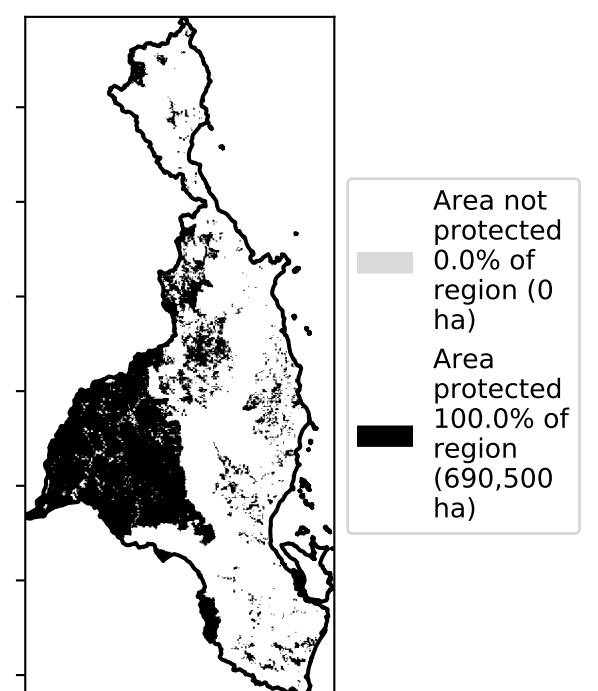 Area not
protected
0.0% of
region (0
ha)
Area
protected
100.0% of
region
(690,500
ha)